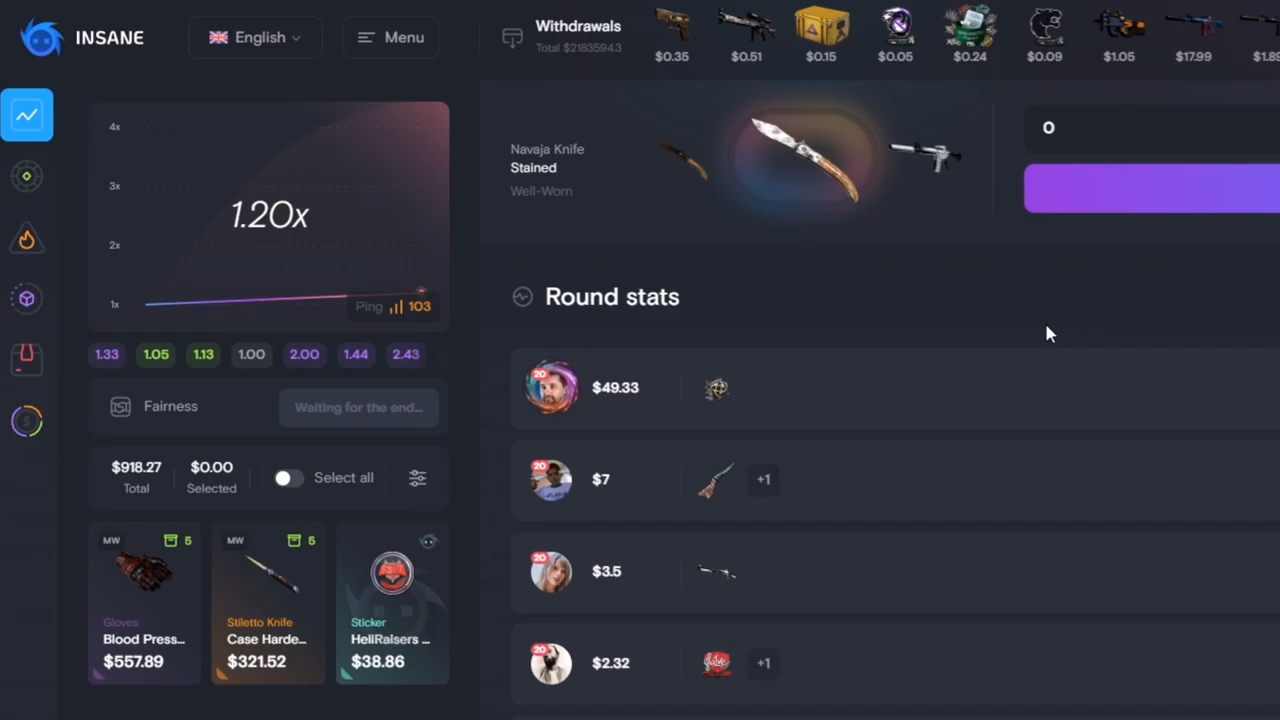 INSANE
English
Menu
Withdrawals
Total $2183594.3
$0.35
$0.51
$0.15
$0.05
$0.24
$0.09
$1.05
$17.99
4x
3x
2x
1x
1.20x
Ping 103
1.33
1.05
1.13
1.00
2.00
1.44
2.43
Fairness
Waiting for the end...
$918.27
Total
$0.00
Selected
Select all
MW
5
Gloves
Blood Press...
$557.89
MW
5
Stiletto Knife
Case Harde...
$321.52
Sticker
HellRaisers ...
$38.86
Navaja Knife
Stained
Well-Worn
0
Round stats
20
$49.33
20
$7
+1
20
$3.5
20
$2.32
+1